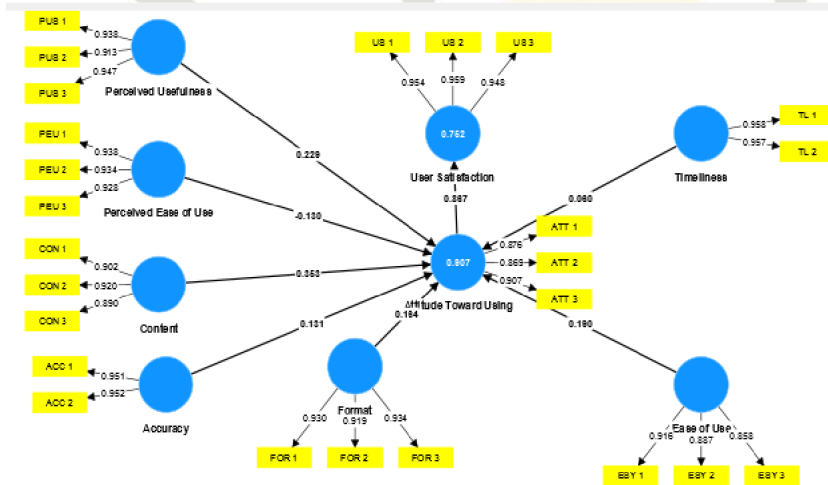 PUS 1
0.938
PUS 2
0.913
PUS 3
0.947
Perceived Usefulness
US 1
US 2
US 3
0.954
0.959
0.948
0.752
User Satisfaction
0.867
TL 1
0.958
TL 2
0.957
Timeliness
PEU 1
0.938
PEU 2
0.934
PEU 3
0.928
Perceived Ease of Use
0.229
-0.130
0.060
CON 1
0.902
CON 2
0.920
CON 3
0.890
Content
0.353
0.907
ATT 1
0.876
ATT 2
0.869
ATT 3
0.907
Attitude Toward Using
0.184
0.131
0.190
ACC 1
0.951
ACC 2
0.952
Accuracy
Format
0.930
0.919
0.934
FOR 1
FOR 2
FOR 3
Ease of Use
0.916
0.887
0.858
ESY 1
ESY 2
ESY 3